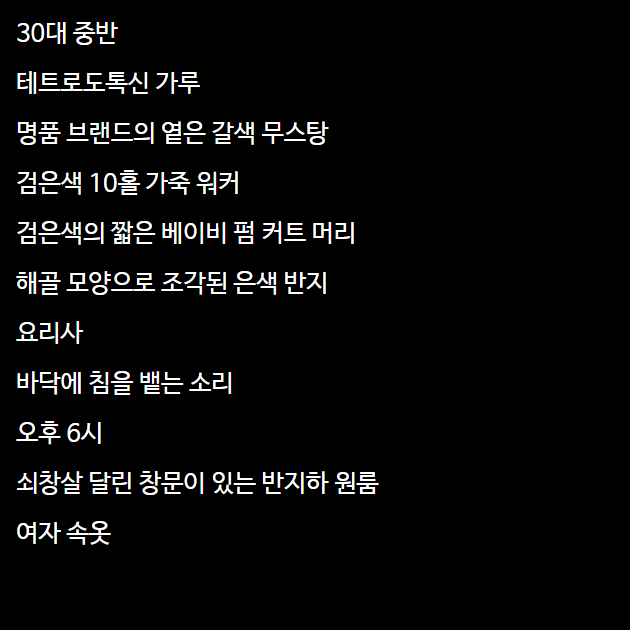 30대 중반
테트로도톡신 가루
명품 브랜드의 옅은 갈색 무스탕
검은색 10홀 가죽 워커
검은색의 짧은 베이비 펌 커트 머리
해골 모양으로 조각된 은색 반지
요리사
바닥에 침을 뱉는 소리
오후 6시
쇠창살 달린 창문이 있는 반지하 원룸
여자 속옷